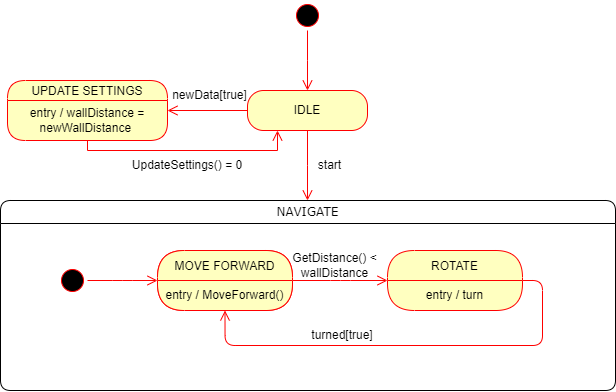 UPDATE SETTINGS
entry / wallDistance =
newWallDistance
newData[true]
IDLE
UpdateSettings() = 0
start
NAVIGATE
MOVE FORWARD
entry / MoveForward()
GetDistance() <
wallDistance
ROTATE
entry / turn
turned[true]